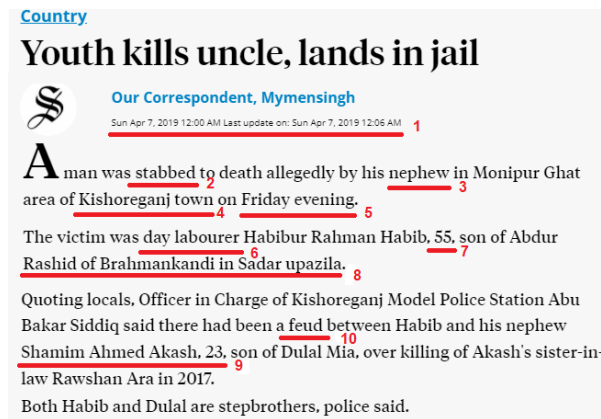 Country
Youth kills uncle, lands in jail
Our Correspondent, Mymensingh
Sun Apr 7, 2019 12:00 AM Last update on: Sun Apr 7, 2019 12:06 AM 1
A man was stabbed to death allegedly by his nephew in Monipur Ghat
2 3
area of Kishoreganj town on Friday evening.
4 5
The victim was day labourer Habibur Rahman Habib, 55, son of Abdur
6 7
Rashid of Brahmankandi in Sadar upazila.
8
Quoting locals, Officer in Charge of Kishoreganj Model Police Station Abu
Bakar Siddiq said there had been a feud between Habib and his nephew
10
Shamim Ahmed Akash, 23, son of Dulal Mia, over killing of Akash's sister-in-
9
law Rawshan Ara in 2017.
Both Habib and Dulal are stepbrothers, police said.